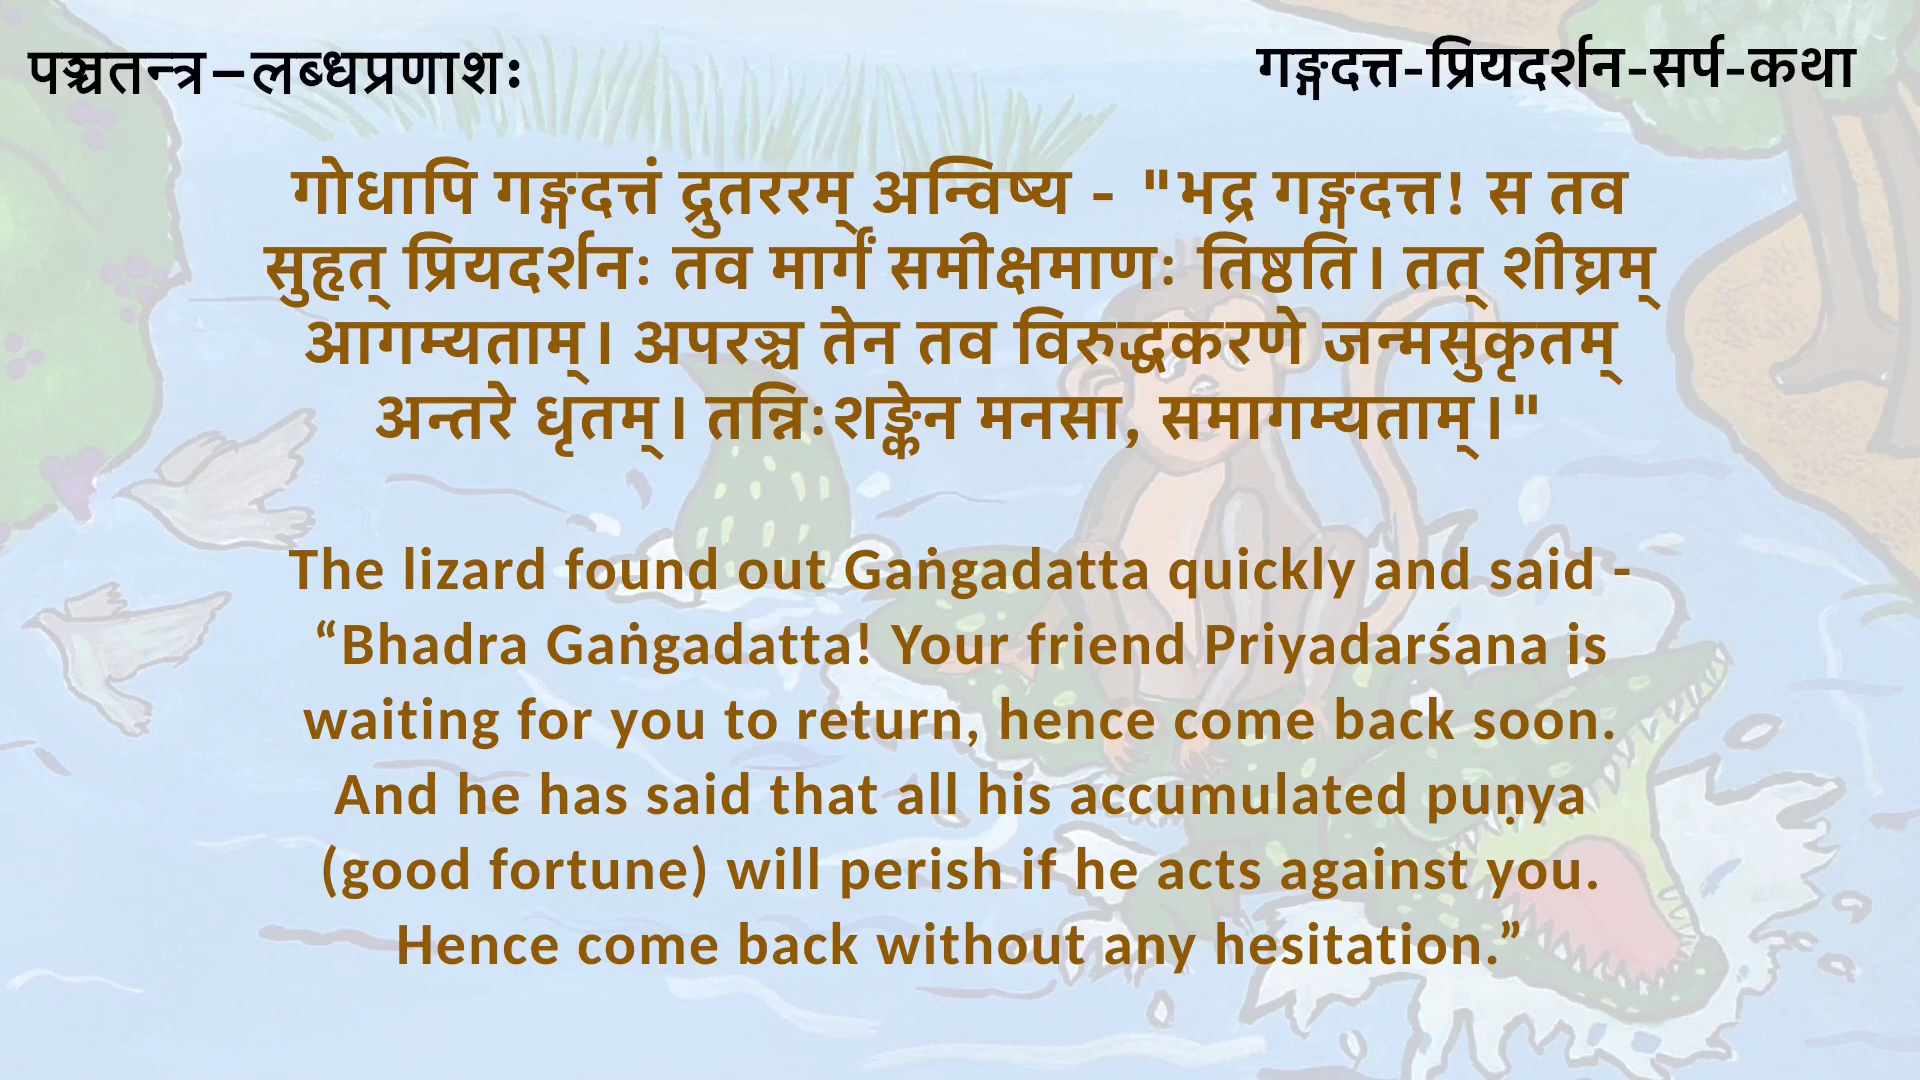 पञ्चतन्त्र–लब्धप्रणाशः
गङ्गदत्त-प्रियदर्शन-सर्प-कथा
गोधापि गङ्गदत्तं द्रुतररम् अन्विष्य - "भद्र गङ्गदत्त! स तव
सुहृत् प्रियदर्शनः तव मार्गं समीक्षमाणः तिष्ठति। तत् शीघ्रम्
आगम्यताम्। अपरञ्च तेन तव विरुद्धकरणे जन्मसुकृतम्
अन्तरे धृतम्। तन्निःशङ्केन मनसा, समागम्यताम्।"
The lizard found out Gaṅgadatta quickly and said -
“Bhadra Gaṅgadatta! Your friend Priyadarśana is
waiting for you to return, hence come back soon.
And he has said that all his accumulated puṇya
(good fortune) will perish if he acts against you.
Hence come back without any hesitation.”